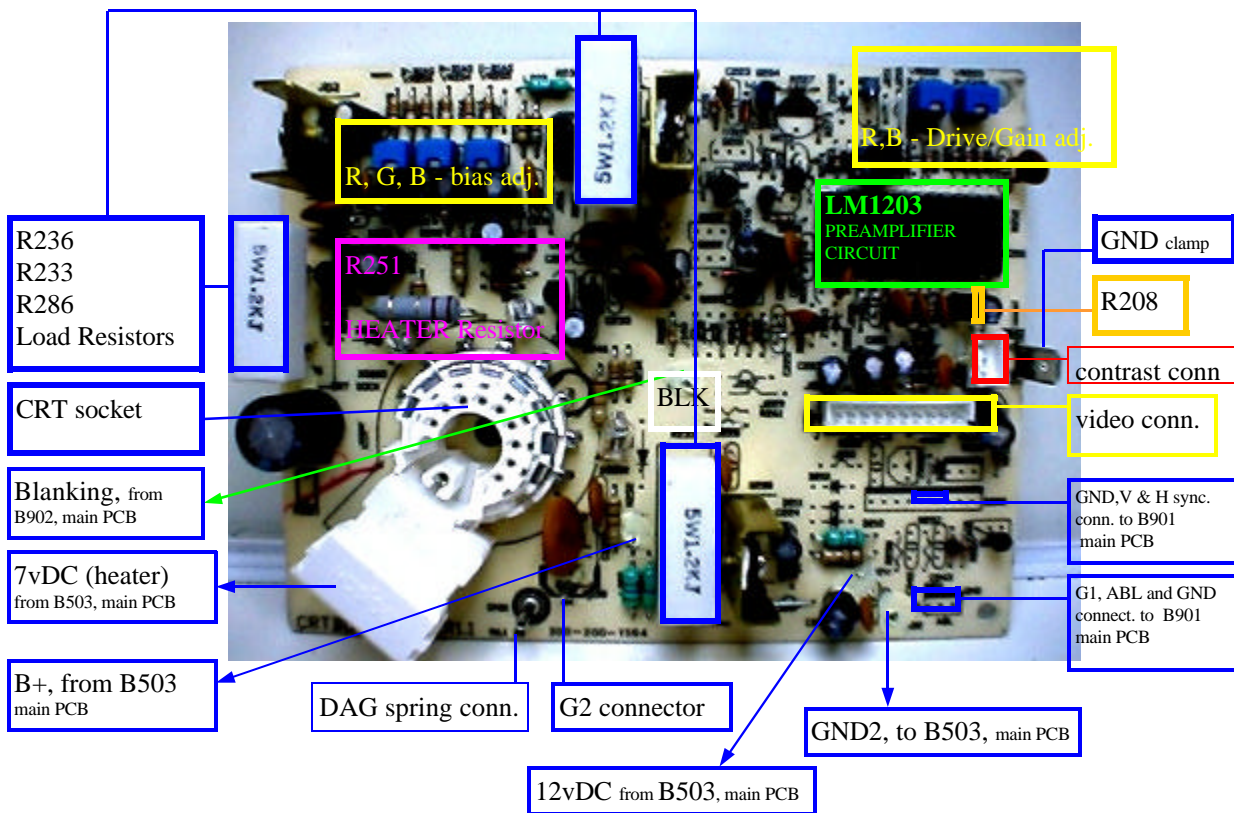 5W1.2KJ
R, G, B - bias adj.
R,B - Drive/Gain adj.
LM1203
PREAMPLIFIER
CIRCUIT
R236
R233
R286
Load Resistors
5W1.2KJ
R251
HEATER Resistor
GND clamp
R208
contrast conn
CRT socket
BLK
video conn.
Blanking, from
B902, main PCB
5W1.2KJ
GND,V & H sync.
conn. to B901
main PCB
7vDC (heater)
from B503, main PCB
G1, ABL and GND
connect. to B901
main PCB
CRT
B+, from B503
main PCB
DAG spring conn.
G2 connector
GND2, to B503, main PCB
12vDC from B503, main PCB